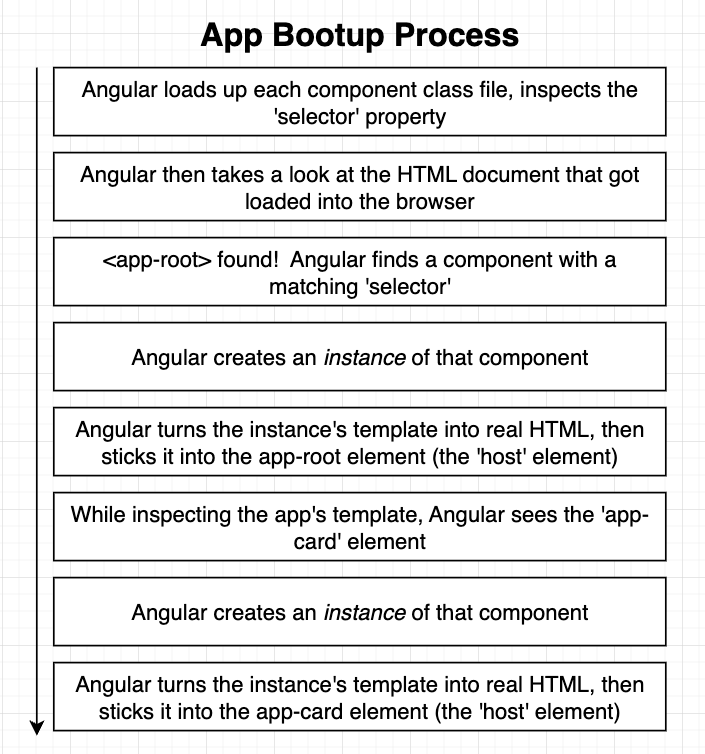 App Bootup Process
Angular loads up each component class file, inspects the
'selector' property
Angular then takes a look at the HTML document that got
loaded into the browser
<app-root> found!  Angular finds a component with a
matching 'selector'
Angular creates an instance of that component
Angular turns the instance's template into real HTML, then
sticks it into the app-root element (the 'host' element)
While inspecting the app's template, Angular sees the 'app-
card' element
Angular creates an instance of that component
Angular turns the instance's template into real HTML, then
sticks it into the app-card element (the 'host' element)